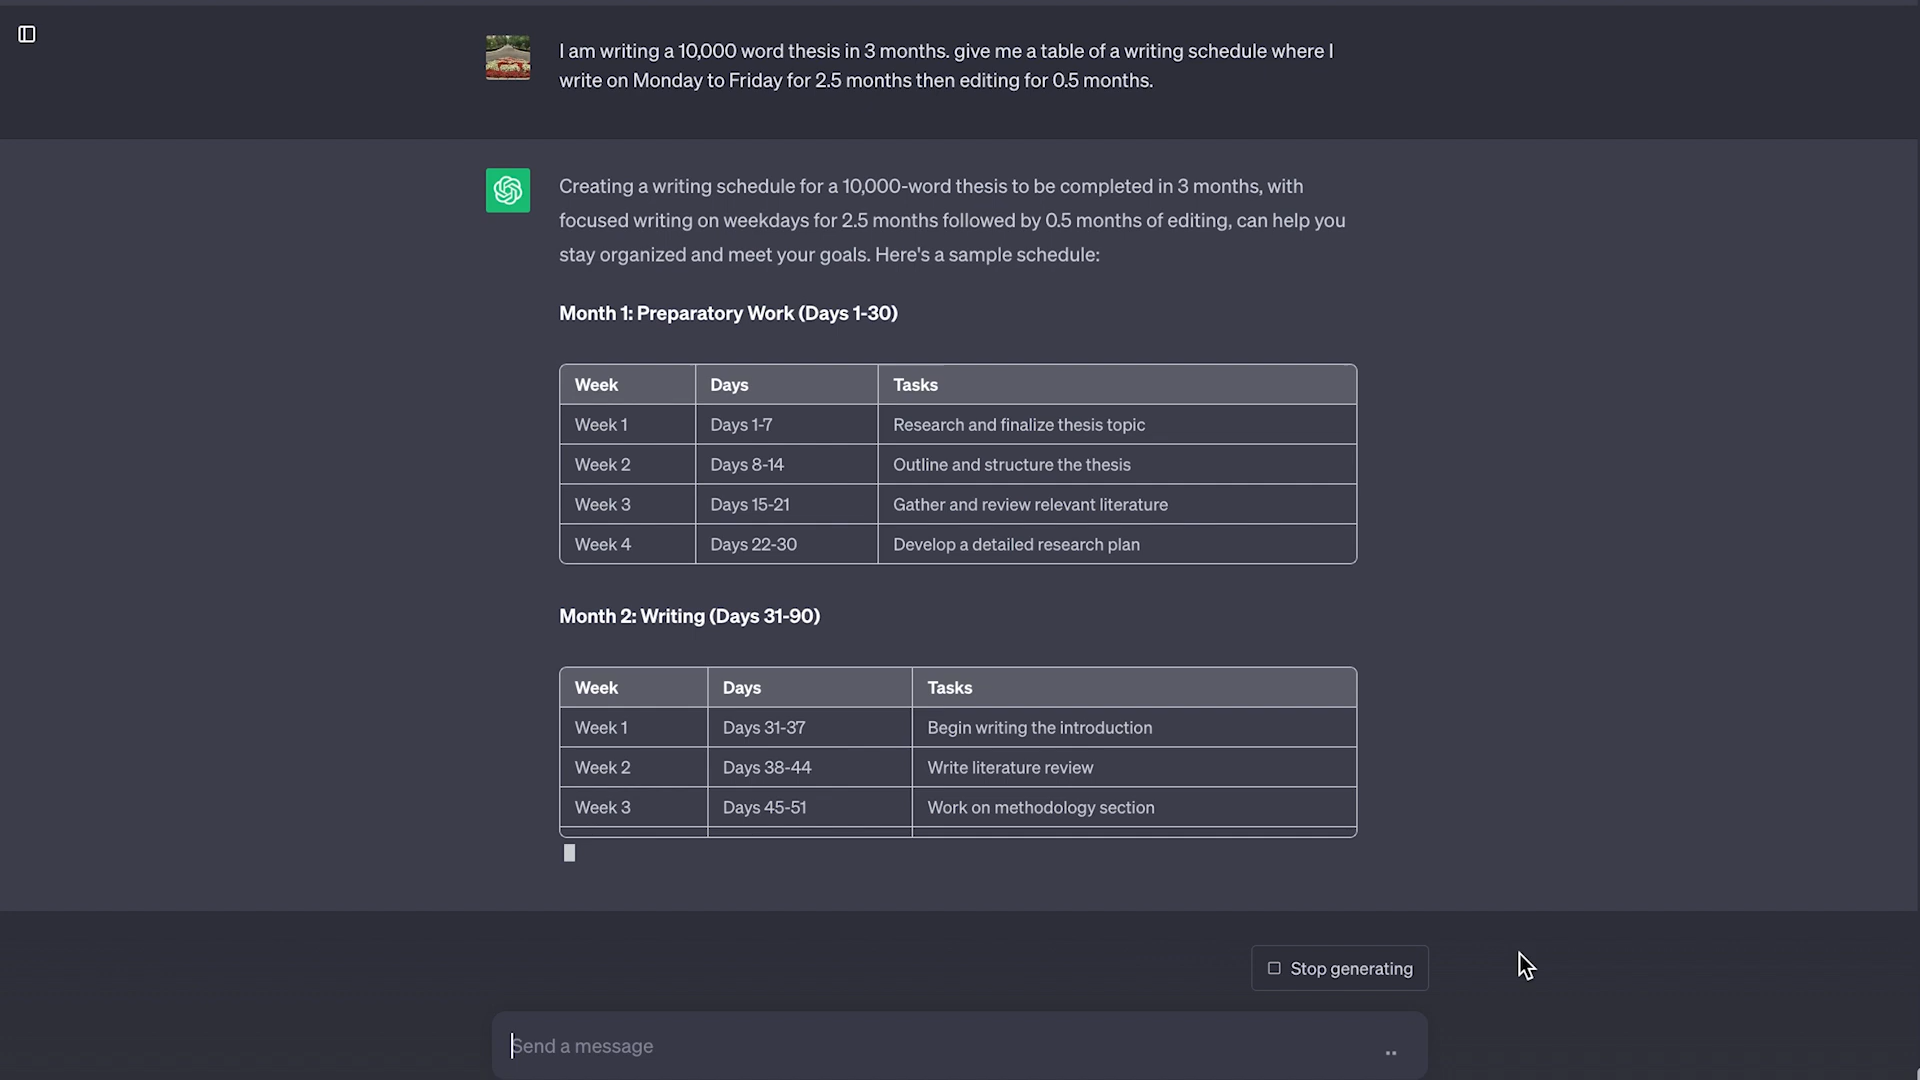 I am writing a 10,000 word thesis in 3 months. give me a table of a writing schedule where I
write on Monday to Friday for 2.5 months then editing for 0.5 months.
Creating a writing schedule for a 10,000-word thesis to be completed in 3 months, with
focused writing on weekdays for 2.5 months followed by 0.5 months of editing, can help you
stay organized and meet your goals. Here's a sample schedule:
Month 1: Preparatory Work (Days 1-30)
Week Days Tasks
Week 1 Days 1-7 Research and finalize thesis topic
Week 2 Days 8-14 Outline and structure the thesis
Week 3 Days 15-21 Gather and review relevant literature
Week 4 Days 22-30 Develop a detailed research plan
Month 2: Writing (Days 31-90)
Week Days Tasks
Week 1 Days 31-37 Begin writing the introduction
Week 2 Days 38-44 Write literature review
Week 3 Days 45-51 Work on methodology section
Stop generating
Send a message